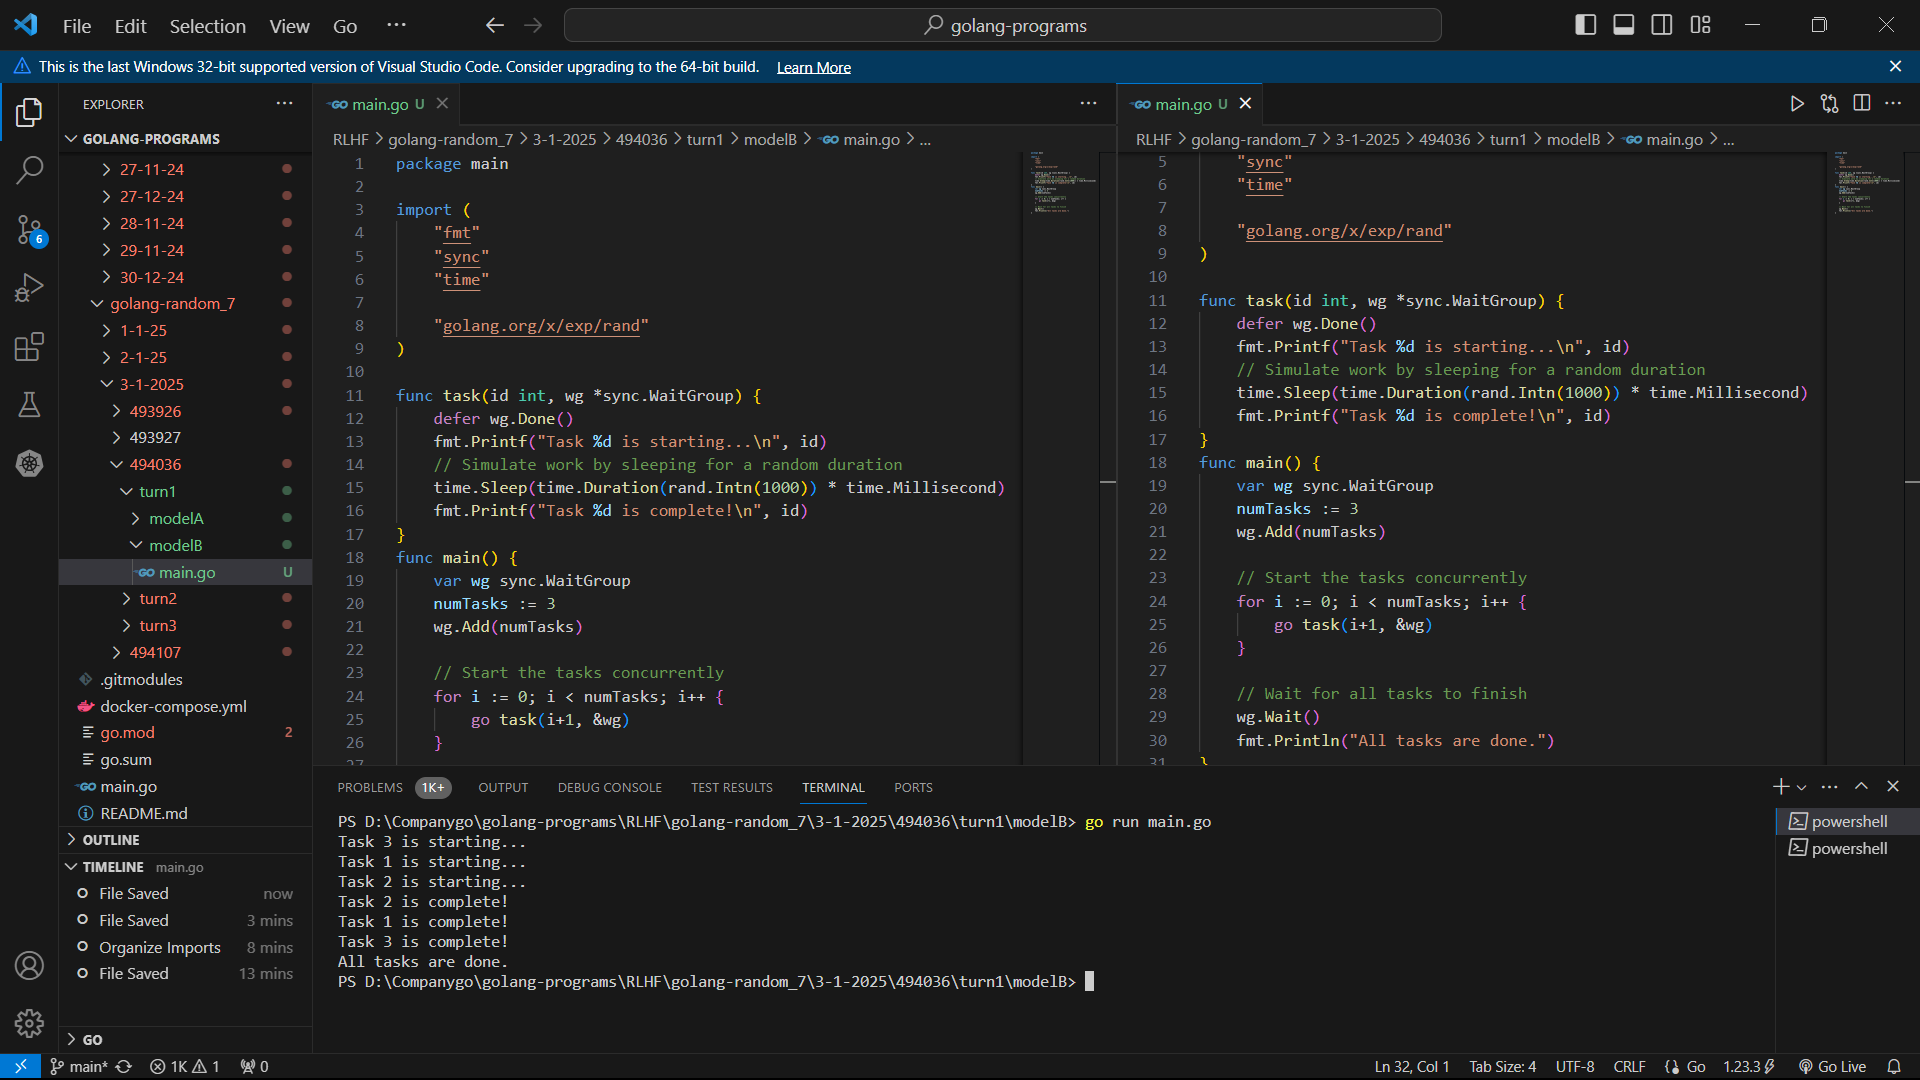 File Edit Selection View Go ···
golang-programs
This is the last Windows 32-bit supported version of Visual Studio Code. Consider upgrading to the 64-bit build. Learn More
EXPLORER
GOLANG-PROGRAMS
27-11-24
27-12-24
28-11-24
29-11-24
30-12-24
golang-random_7
1-1-25
2-1-25
3-1-2025
493926
493927
494036
turn1
modelA
modelB
main.go U
turn2
turn3
494107
.gitmodules
docker-compose.yml
go.mod 2
go.sum
main.go
README.md
OUTLINE
TIMELINE main.go
File Saved now
File Saved 3 mins
Organize Imports 8 mins
File Saved 13 mins
GO
6
main.go U
RLHF > golang-random_7 > 3-1-2025 > 494036 > turn1 > modelB > main.go > ...
1 package main
2
3 import (
4 "fmt"
5 "sync"
6 "time"
7
8 "golang.org/x/exp/rand"
9 )
10
11 func task(id int, wg *sync.WaitGroup) {
12 defer wg.Done()
13 fmt.Printf("Task %d is starting...\n", id)
14 // Simulate work by sleeping for a random duration
15 time.Sleep(time.Duration(rand.Intn(1000)) * time.Millisecond)
16 fmt.Printf("Task %d is complete!\n", id)
17 }
18 func main() {
19 var wg sync.WaitGroup
20 numTasks := 3
21 wg.Add(numTasks)
22
23 // Start the tasks concurrently
24 for i := 0; i < numTasks; i++ {
25 go task(i+1, &wg)
26 }
27
main.go U
RLHF > golang-random_7 > 3-1-2025 > 494036 > turn1 > modelB > main.go > ...
5 "sync"
6 "time"
7
8 "golang.org/x/exp/rand"
9 )
10
11 func task(id int, wg *sync.WaitGroup) {
12 defer wg.Done()
13 fmt.Printf("Task %d is starting...\n", id)
14 // Simulate work by sleeping for a random duration
15 time.Sleep(time.Duration(rand.Intn(1000)) * time.Millisecond)
16 fmt.Printf("Task %d is complete!\n", id)
17 }
18 func main() {
19 var wg sync.WaitGroup
20 numTasks := 3
21 wg.Add(numTasks)
22
23 // Start the tasks concurrently
24 for i := 0; i < numTasks; i++ {
25 go task(i+1, &wg)
26 }
27
28 // Wait for all tasks to finish
29 wg.Wait()
30 fmt.Println("All tasks are done.")
31 }
PROBLEMS 1K+ OUTPUT DEBUG CONSOLE TEST RESULTS TERMINAL PORTS
PS D:\Companygo\golang-programs\RLHF\golang-random_7\3-1-2025\494036\turn1\modelB> go run main.go
Task 3 is starting...
Task 1 is starting...
Task 2 is starting...
Task 2 is complete!
Task 1 is complete!
Task 3 is complete!
All tasks are done.
PS D:\Companygo\golang-programs\RLHF\golang-random_7\3-1-2025\494036\turn1\modelB>
powershell
powershell
main* 1K 1 0
Ln 32, Col 1 Tab Size: 4 UTF-8 CRLF Go 1.23.3 Go Live